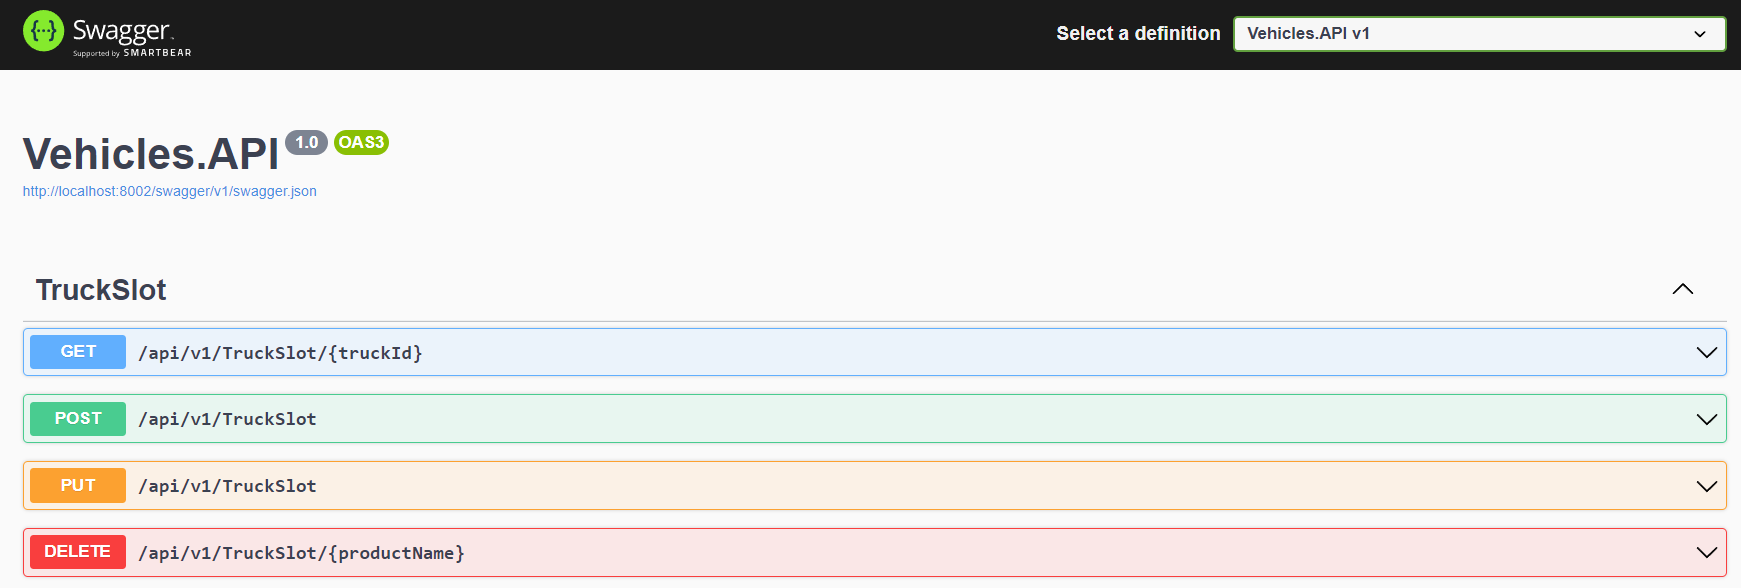 {...} Swagger™
Supported by SMARTBEAR
Select a definition
Vehicles.API v1
Vehicles.API 1.0 OAS3
http://localhost:8002/swagger/v1/swagger.json
TruckSlot
GET /api/v1/TruckSlot/{truckId}
POST /api/v1/TruckSlot
PUT /api/v1/TruckSlot
DELETE /api/v1/TruckSlot/{productName}